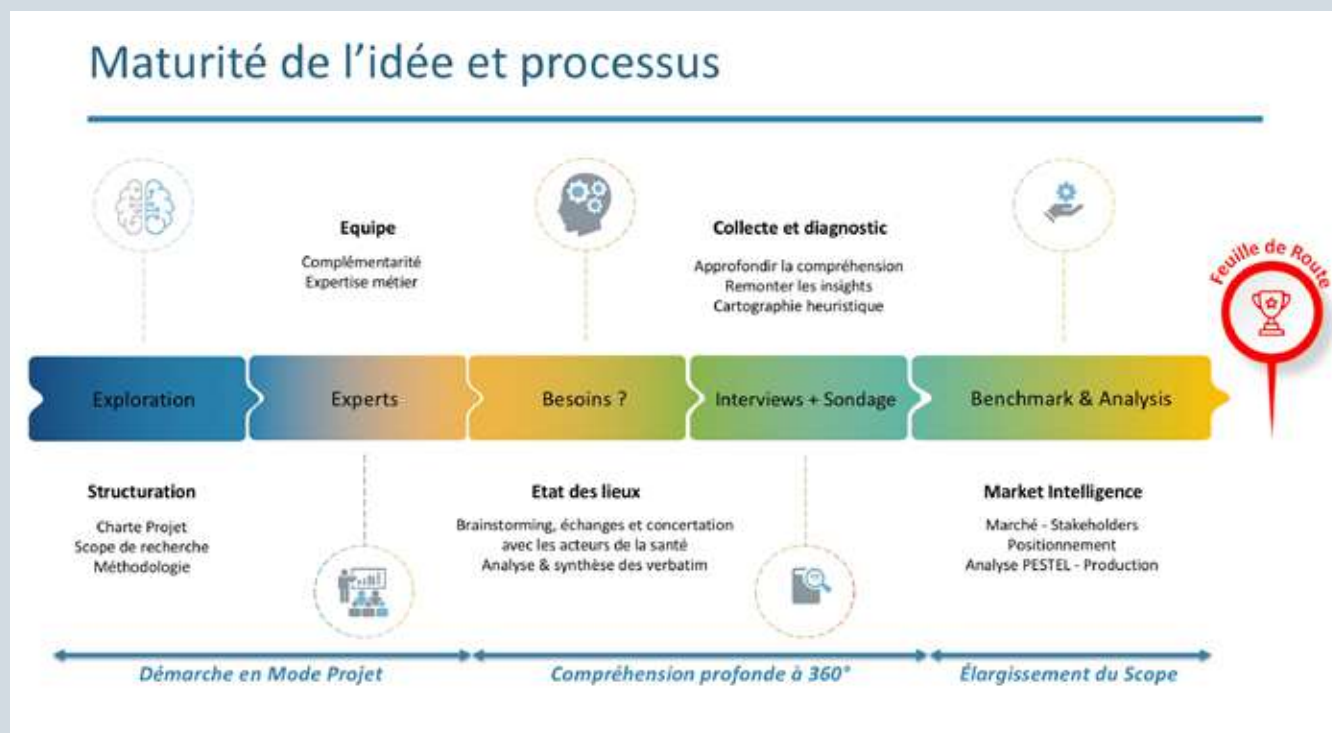 Maturité de l'idée et processus
Equipe
Complémentarité
Expertise métier
Collecte et diagnostic
Approfondir la compréhension
Remonter les insights
Cartographie heuristique
Feuille de Route
Exploration
Experts
Besoins ?
Interviews + Sondage
Benchmark & Analysis
Structuration
Charte Projet
Scope de recherche
Méthodologie
Etat des lieux
Brainstorming, échanges et concertation
avec les acteurs de la santé
Analyse & synthèse des verbatim
Market Intelligence
Marché - Stakeholders
Positionnement
Analyse PESTEL - Production
Démarche en Mode Projet
Compréhension profonde à 360°
Élargissement du Scope